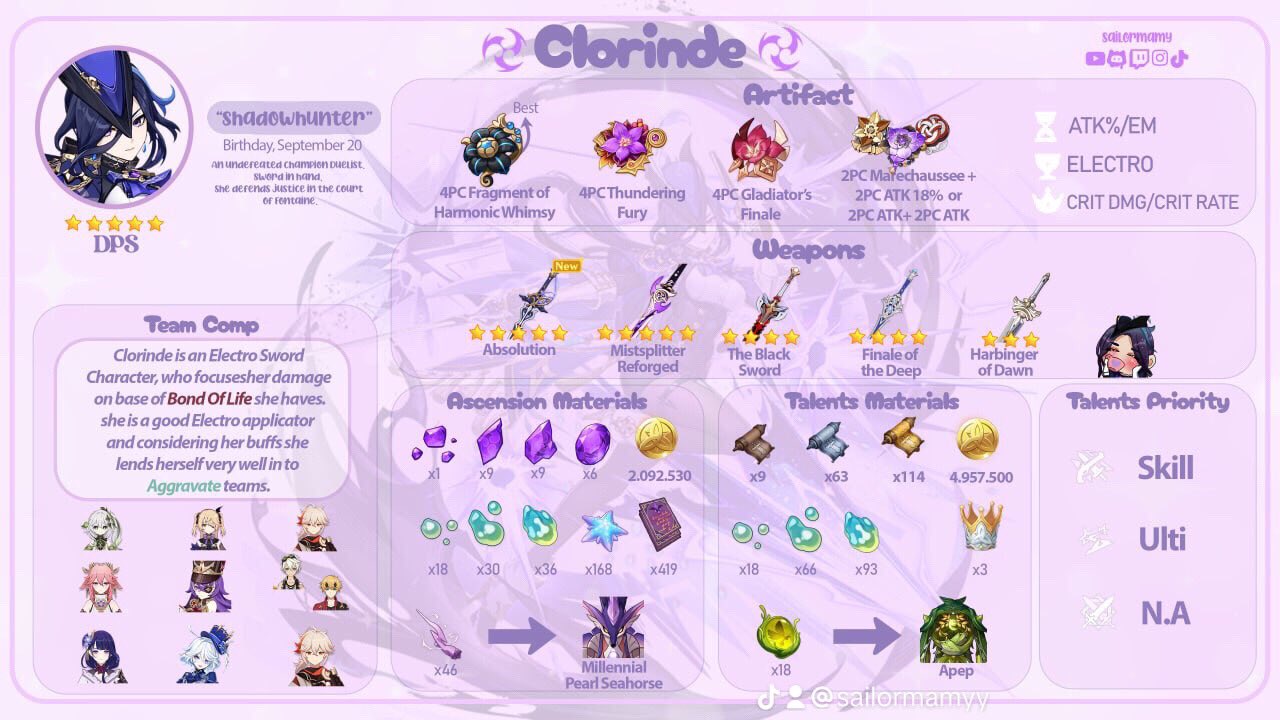 Clorinde
sailormamy
"Shadowhunter"
Birthday, September 20
An undefeated Champion Duelist.
Sword in hand,
She defends justice in the Court
of Fontaine.
DPS
Artifact
Best
4PC Fragment of
Harmonic Whimsy
4PC Thundering
Fury
4PC Gladiator's
Finale
2PC Marechaussee +
2PC ATK 18% or
2PC ATK+ 2PC ATK
ATK%/EM
ELECTRO
CRIT DMG/CRIT RATE
Weapons
New
Absolution
Mistsplitter
Reforged
The Black
Sword
Finale of
the Deep
Harbinger
of Dawn
Team Comp
Clorinde is an Electro Sword
Character, who focusesher damage
on base of Bond Of Life she haves.
she is a good Electro applicator
and considering her buffs she
lends herself very well in to
Aggravate teams.
Ascension Materials
x1
x9
x9
x6
2.092.530
x18
x30
x36
x168
x419
x46
Millennial
Pearl Seahorse
Talents Materials
x9
x63
x114
4.957.500
x18
x66
x93
x3
x18
Apep
Talents Priority
Skill
Ulti
N.A
@sailormamyy